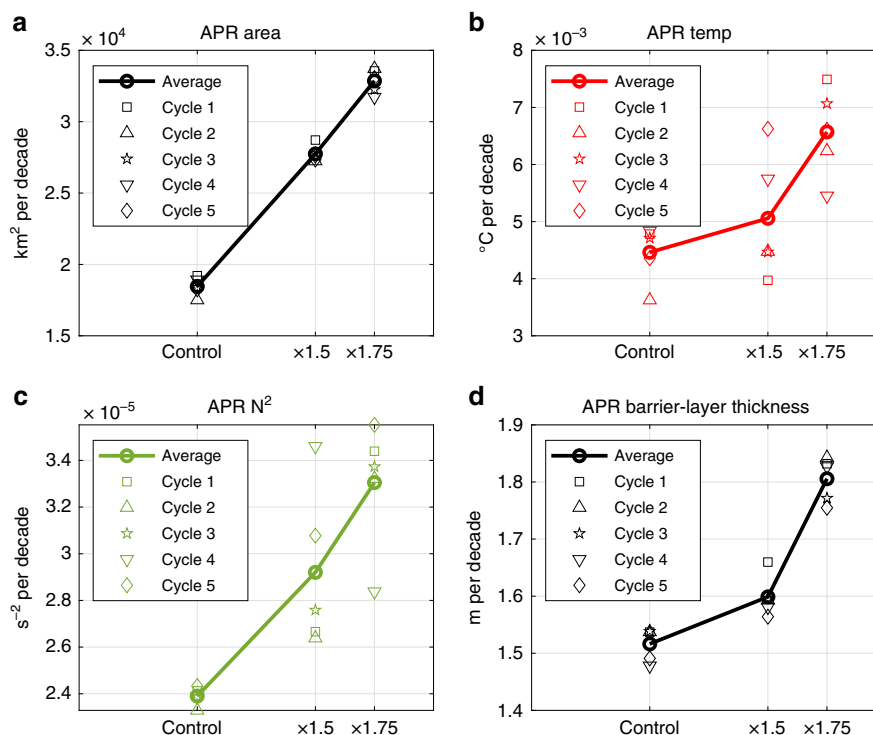 a
APR area
× 10⁴
3.5
3
2.5
2
1.5
km² per decade
Average
Cycle 1
Cycle 2
Cycle 3
Cycle 4
Cycle 5
Control
×1.5
×1.75
b
APR temp
× 10⁻³
8
7
6
5
4
3
°C per decade
Average
Cycle 1
Cycle 2
Cycle 3
Cycle 4
Cycle 5
Control
×1.5
×1.75
c
APR N²
× 10⁻⁵
3.4
3.2
3
2.8
2.6
2.4
s⁻² per decade
Average
Cycle 1
Cycle 2
Cycle 3
Cycle 4
Cycle 5
Control
×1.5
×1.75
d
APR barrier-layer thickness
1.9
1.8
1.7
1.6
1.5
1.4
m per decade
Average
Cycle 1
Cycle 2
Cycle 3
Cycle 4
Cycle 5
Control
×1.5
×1.75